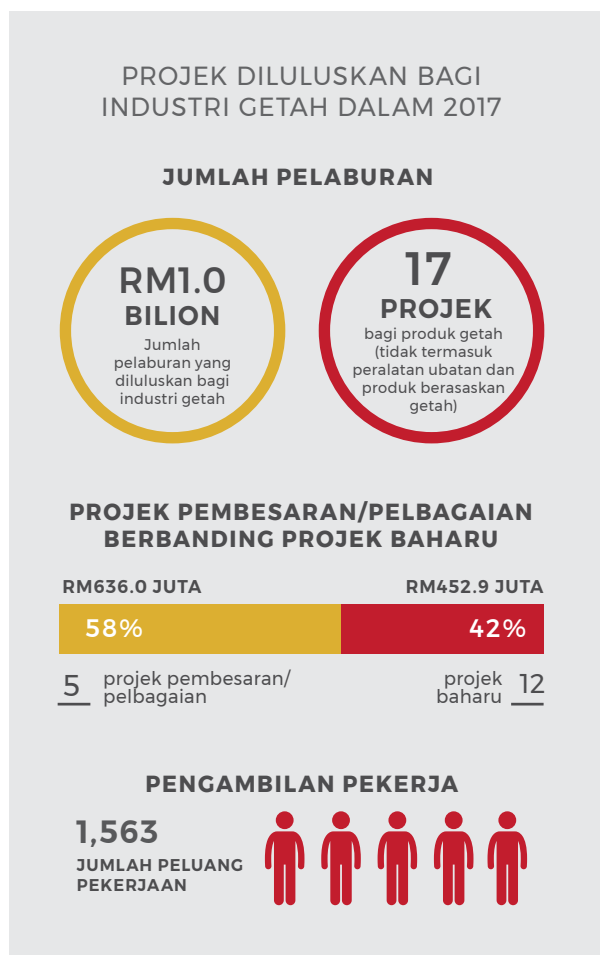 PROJEK DILULUSKAN BAGI
INDUSTRI GETAH DALAM 2017
JUMLAH PELABURAN
RM1.0
BILION
Jumlah
pelaburan yang
diluluskan bagi
industri getah
17
PROJEK
bagi produk getah
(tidak termasuk
peralatan ubatan dan
produk berasaskan
getah)
PROJEK PEMBESARAN/PELBAGAIAN
BERBANDING PROJEK BAHARU
RM636.0 JUTA
RM452.9 JUTA
58%
42%
5
projek pembesaran/
pelbagaian
projek
baharu
12
PENGAMBILAN PEKERJA
1,563
JUMLAH PELUANG
PEKERJAAN